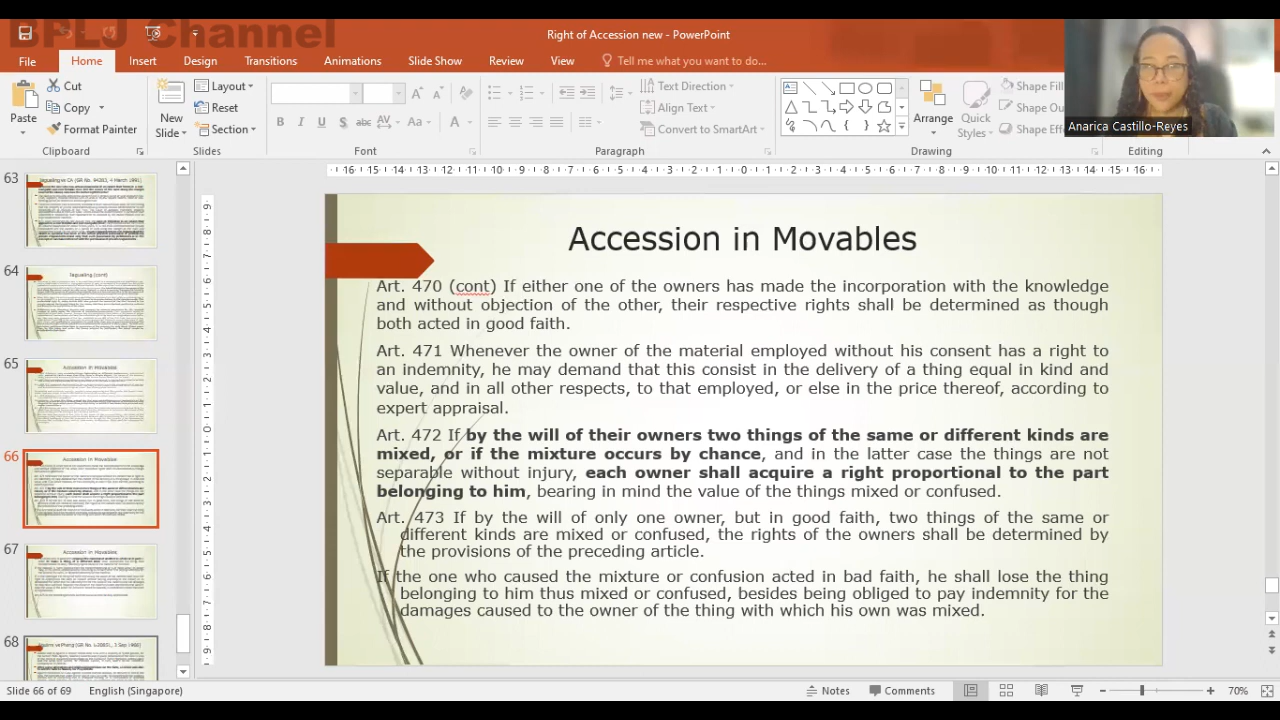 BPLJ Channel
Right of Accession new - PowerPoint
File Home Insert Design Transitions Animations Slide Show Review View Tell me what you want to do...
Paste
Cut
Copy
Format Painter
Clipboard
New Slide
Layout
Reset
Section
Slides
Font
Text Direction
Align Text
Convert to SmartArt
Paragraph
Arrange
Quick Styles
Shape Fill
Shape Ou
Shape Effe
Drawing
Editing
Anarica Castillo-Reyes
63
64
65
66
67
68
Accession in Movables
Art. 470 (cont) If either one of the owners has made the incorporation with the knowledge
and without objection of the other, their respective rights shall be determined as though
both acted in good faith.
Art. 471 Whenever the owner of the material employed without his consent has a right to
an indemnity, he may demand that this consist in the delivery of a thing equal in kind and
value, and in all other respects, to that employed, or else in the price thereof, according to
expert appraisal.
Art. 472 If by the will of their owners two things of the same or different kinds are
mixed, or if the mixture occurs by chance, and in the latter case the things are not
separable without injury, each owner shall acquire a right proportional to the part
belonging to him, bearing in mind the value of the things mixed or confused.
Art. 473 If by the will of only one owner, but in good faith, two things of the same or
different kinds are mixed or confused, the rights of the owners shall be determined by
the provisions of the preceding article.
the one who caused the mixture or confusion acted in bad faith, he shall lose the thing
belonging to him thus mixed or confused, besides being obliged to pay indemnity for the
damages caused to the owner of the thing with which his own was mixed.
Slide 66 of 69 English (Singapore) Notes Comments 70%